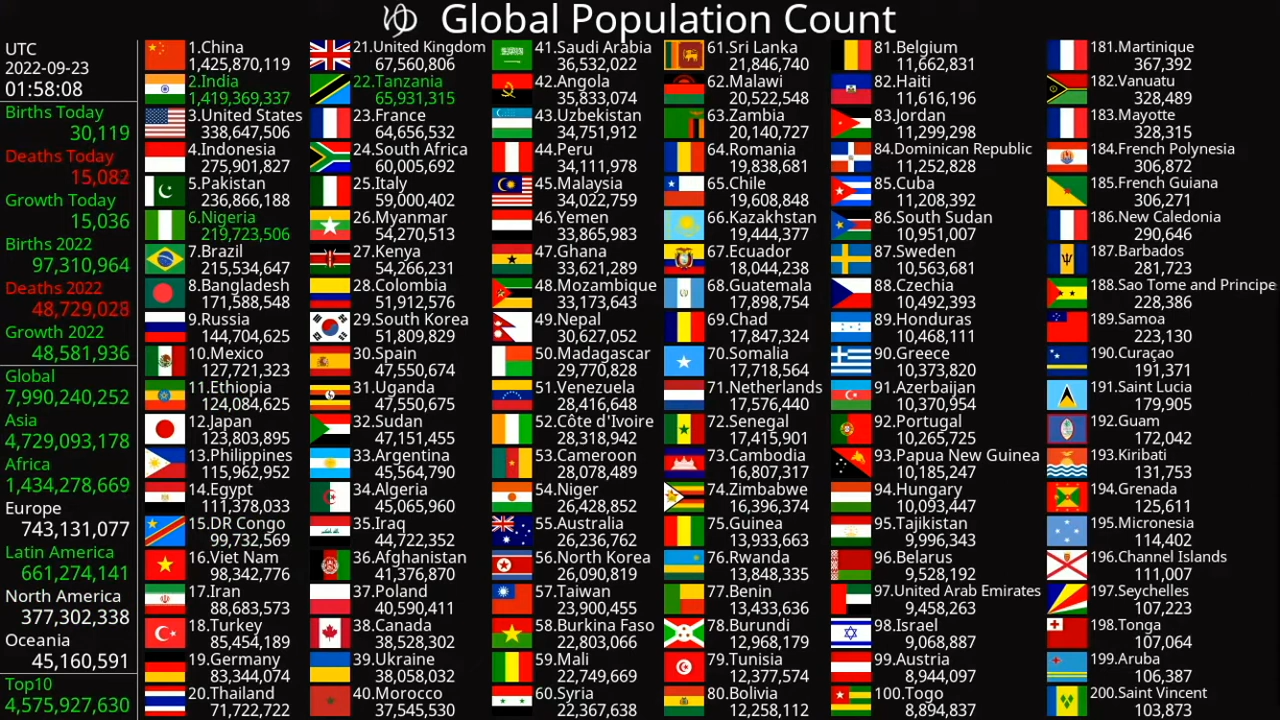 Global Population Count
UTC
2022-09-23
01:58:08
Births Today
30,119
Deaths Today
15,082
Growth Today
15,036
Births 2022
97,310,964
Deaths 2022
48,729,028
Growth 2022
48,581,936
Global
7,990,240,252
Asia
4,729,093,178
Africa
1,434,278,669
Europe
743,131,077
Latin America
661,274,141
North America
377,302,338
Oceania
45,160,591
Top10
4,575,927,630
1.China
1,425,870,119
2.India
1,419,369,337
3.United States
338,647,506
4.Indonesia
275,901,827
5.Pakistan
236,866,188
6.Nigeria
219,723,506
7.Brazil
215,534,647
8.Bangladesh
171,588,548
9.Russia
144,704,625
10.Mexico
127,721,323
11.Ethiopia
124,084,625
12.Japan
123,803,895
13.Philippines
115,962,952
14.Egypt
111,378,033
15.DR Congo
99,732,569
16.Viet Nam
98,342,776
17.Iran
88,683,573
18.Turkey
85,454,189
19.Germany
83,344,074
20.Thailand
71,722,722
21.United Kingdom
67,560,806
22.Tanzania
65,931,315
23.France
64,656,532
24.South Africa
60,005,692
25.Italy
59,000,402
26.Myanmar
54,270,513
27.Kenya
54,266,231
28.Colombia
51,912,576
29.South Korea
51,809,829
30.Spain
47,550,674
31.Uganda
47,550,675
32.Sudan
47,151,455
33.Argentina
45,564,790
34.Algeria
45,065,960
35.Iraq
44,722,352
36.Afghanistan
41,376,870
37.Poland
40,590,411
38.Canada
38,528,302
39.Ukraine
38,058,032
40.Morocco
37,545,530
41.Saudi Arabia
36,532,022
42.Angola
35,833,074
43.Uzbekistan
34,751,912
44.Peru
34,111,978
45.Malaysia
34,022,759
46.Yemen
33,865,983
47.Ghana
33,621,289
48.Mozambique
33,173,643
49.Nepal
30,627,052
50.Madagascar
29,770,828
51.Venezuela
28,416,648
52.Côte d'Ivoire
28,318,942
53.Cameroon
28,078,489
54.Niger
26,428,852
55.Australia
26,236,762
56.North Korea
26,090,819
57.Taiwan
23,900,455
58.Burkina Faso
22,803,066
59.Mali
22,749,669
60.Syria
22,367,638
61.Sri Lanka
21,846,740
62.Malawi
20,522,548
63.Zambia
20,140,727
64.Romania
19,838,681
65.Chile
19,608,848
66.Kazakhstan
19,444,377
67.Ecuador
18,044,238
68.Guatemala
17,898,754
69.Chad
17,847,324
70.Somalia
17,718,564
71.Netherlands
17,576,440
72.Senegal
17,415,901
73.Cambodia
16,807,317
74.Zimbabwe
16,396,374
75.Guinea
13,933,663
76.Rwanda
13,848,335
77.Benin
13,433,636
78.Burundi
12,968,179
79.Tunisia
12,377,574
80.Bolivia
12,258,112
81.Belgium
11,662,831
82.Haiti
11,616,196
83.Jordan
11,299,298
84.Dominican Republic
11,252,828
85.Cuba
11,208,392
86.South Sudan
10,951,007
87.Sweden
10,563,681
88.Czechia
10,492,393
89.Honduras
10,468,111
90.Greece
10,373,820
91.Azerbaijan
10,370,954
92.Portugal
10,265,725
93.Papua New Guinea
10,185,247
94.Hungary
10,093,447
95.Tajikistan
9,996,343
96.Belarus
9,528,192
97.United Arab Emirates
9,458,263
98.Israel
9,068,887
99.Austria
8,944,097
100.Togo
8,894,837
181.Martinique
367,392
182.Vanuatu
328,489
183.Mayotte
328,315
184.French Polynesia
306,872
185.French Guiana
306,271
186.New Caledonia
290,646
187.Barbados
281,723
188.Sao Tome and Principe
228,386
189.Samoa
223,130
190.Curaçao
191,371
191.Saint Lucia
179,905
192.Guam
172,042
193.Kiribati
131,753
194.Grenada
125,611
195.Micronesia
114,402
196.Channel Islands
111,007
197.Seychelles
107,223
198.Tonga
107,064
199.Aruba
106,387
200.Saint Vincent
103,873